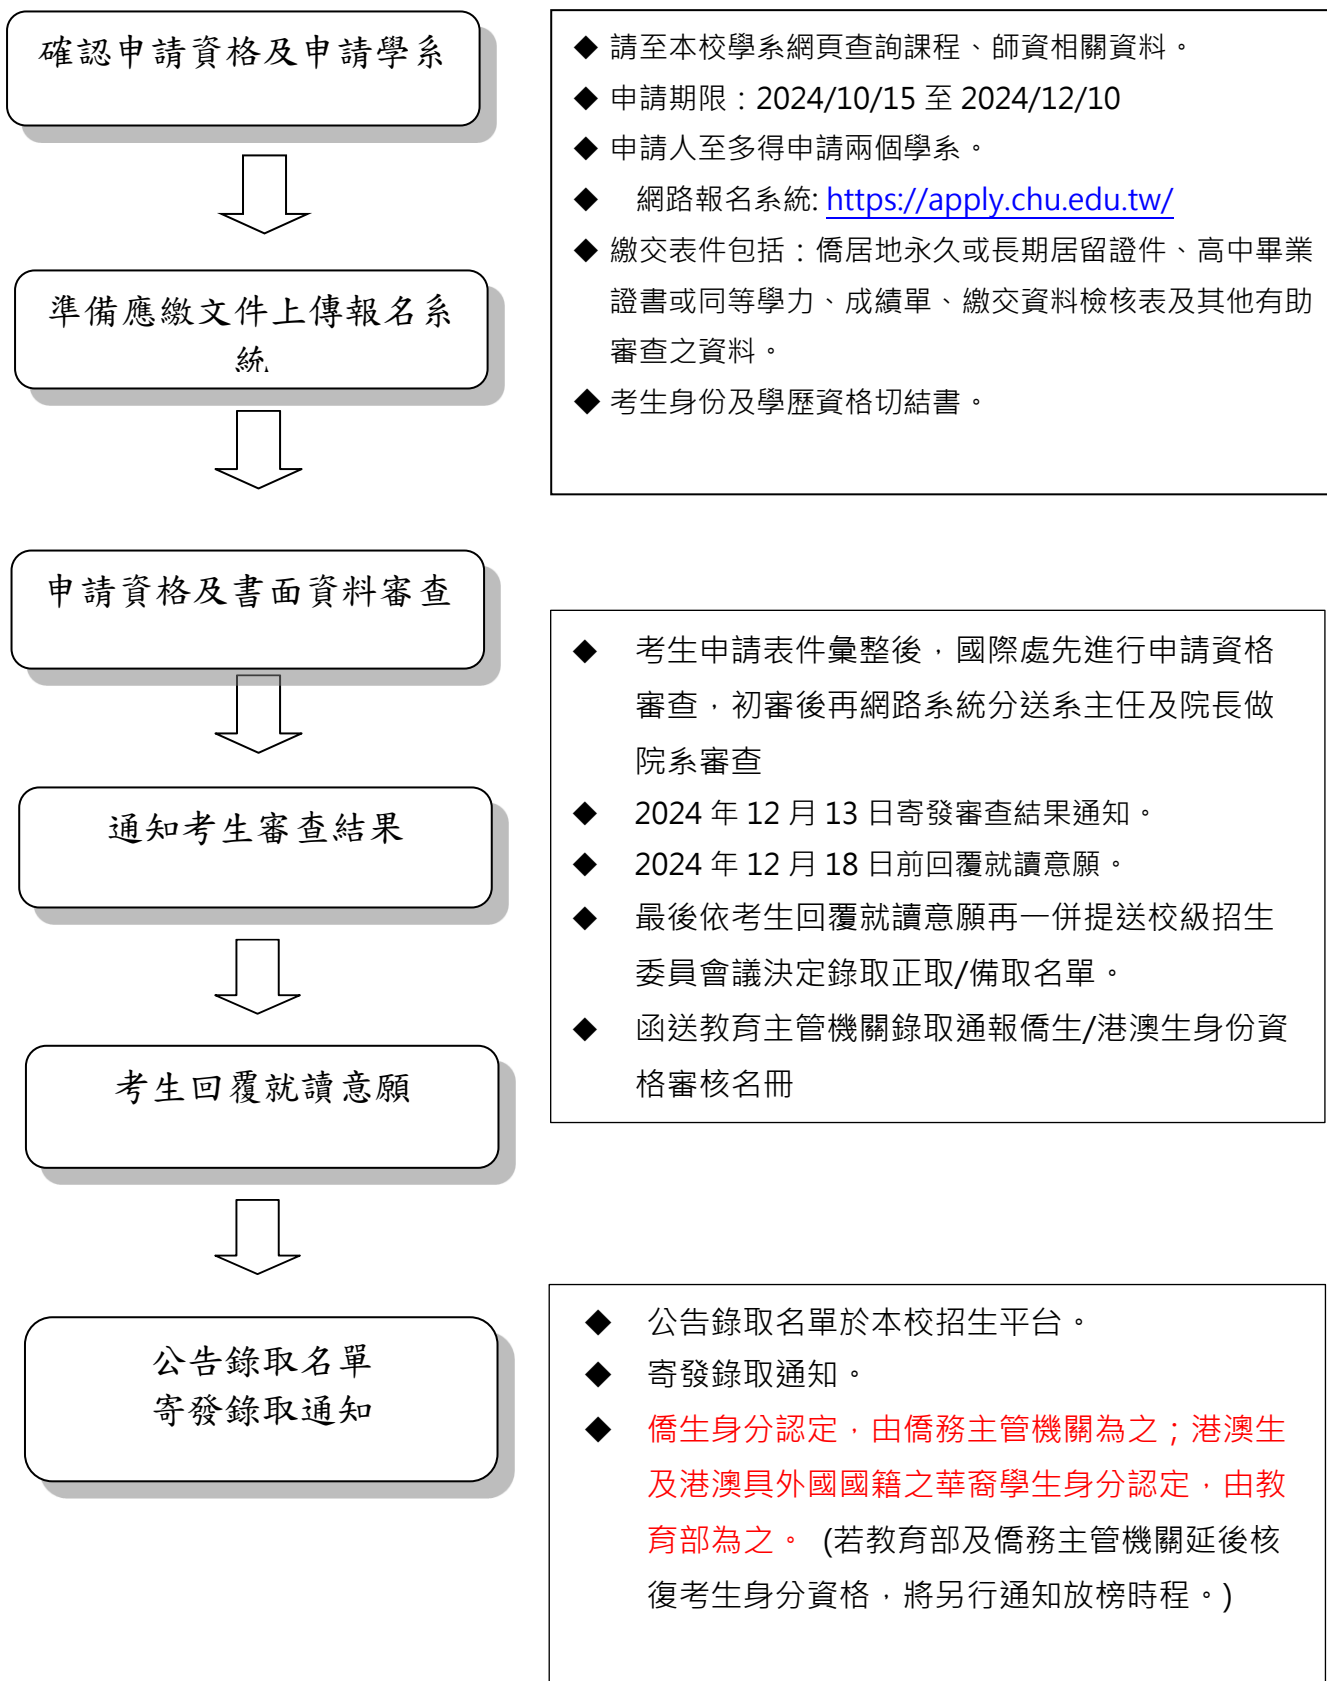 確認申請資格及申請學系
◆ 請至本校學系網頁查詢課程、師資相關資料。
◆ 申請期限：2024/10/15 至 2024/12/10
◆ 申請人至多得申請兩個學系。
◆ 網路報名系統: https://apply.chu.edu.tw/
◆ 繳交表件包括：僑居地永久或長期居留證件、高中畢業
證書或同等學力、成績單、繳交資料檢核表及其他有助
審查之資料。
◆ 考生身份及學歷資格切結書。
準備應繳文件上傳報名系
統
申請資格及書面資料審查
◆ 考生申請表件彙整後，國際處先進行申請資格
審查，初審後再網路系統分送系主任及院長做
院系審查
◆ 2024 年 12 月 13 日寄發審查結果通知。
◆ 2024 年 12 月 18 日前回覆就讀意願。
◆ 最後依考生回覆就讀意願再一併提送校級招生
委員會議決定錄取正取/備取名單。
◆ 函送教育主管機關錄取通報僑生/港澳生身份資
格審核名冊
通知考生審查結果
考生回覆就讀意願
公告錄取名單
寄發錄取通知
◆ 公告錄取名單於本校招生平台。
◆ 寄發錄取通知。
◆ 僑生身分認定，由僑務主管機關為之；港澳生
及港澳具外國國籍之華裔學生身分認定，由教
育部為之。 (若教育部及僑務主管機關延後核
復考生身分資格，將另行通知放榜時程。)